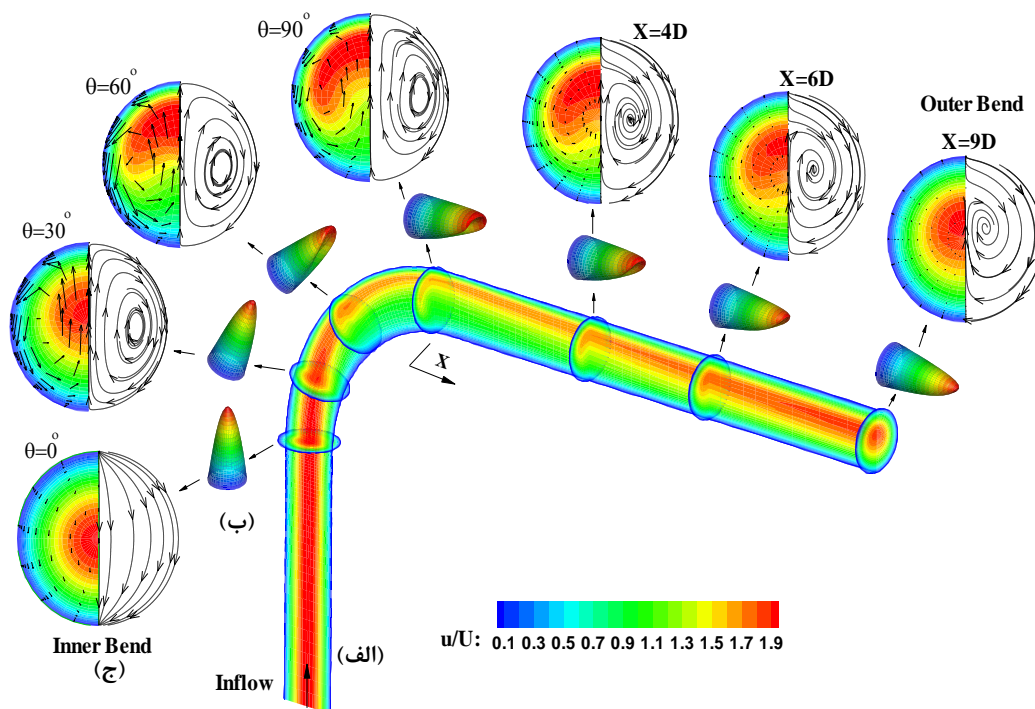 θ=90°
X=4D
θ=60°
X=6D
Outer Bend
X=9D
θ=30°
X
θ=0°
(ب)
Inner Bend
(ج)
(الف)
Inflow
u/U: 0.1 0.3 0.5 0.7 0.9 1.1 1.3 1.5 1.7 1.9